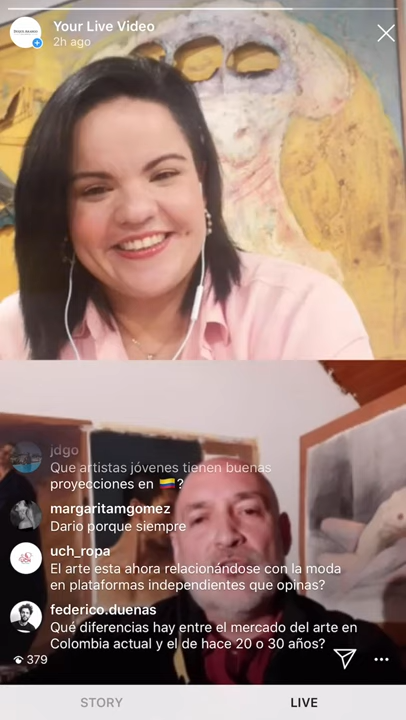 Your Live Video
2h ago
jdgo
Que artistas jóvenes tienen buenas
proyecciones en 🇨🇴?
margaritamgomez
Dario porque siempre
uch_ropa
El arte esta ahora relacionándose con la moda
en plataformas independientes que opinas?
federico.duenas
Qué diferencias hay entre el mercado del arte en
Colombia actual y el de hace 20 o 30 años?
379
STORY
LIVE